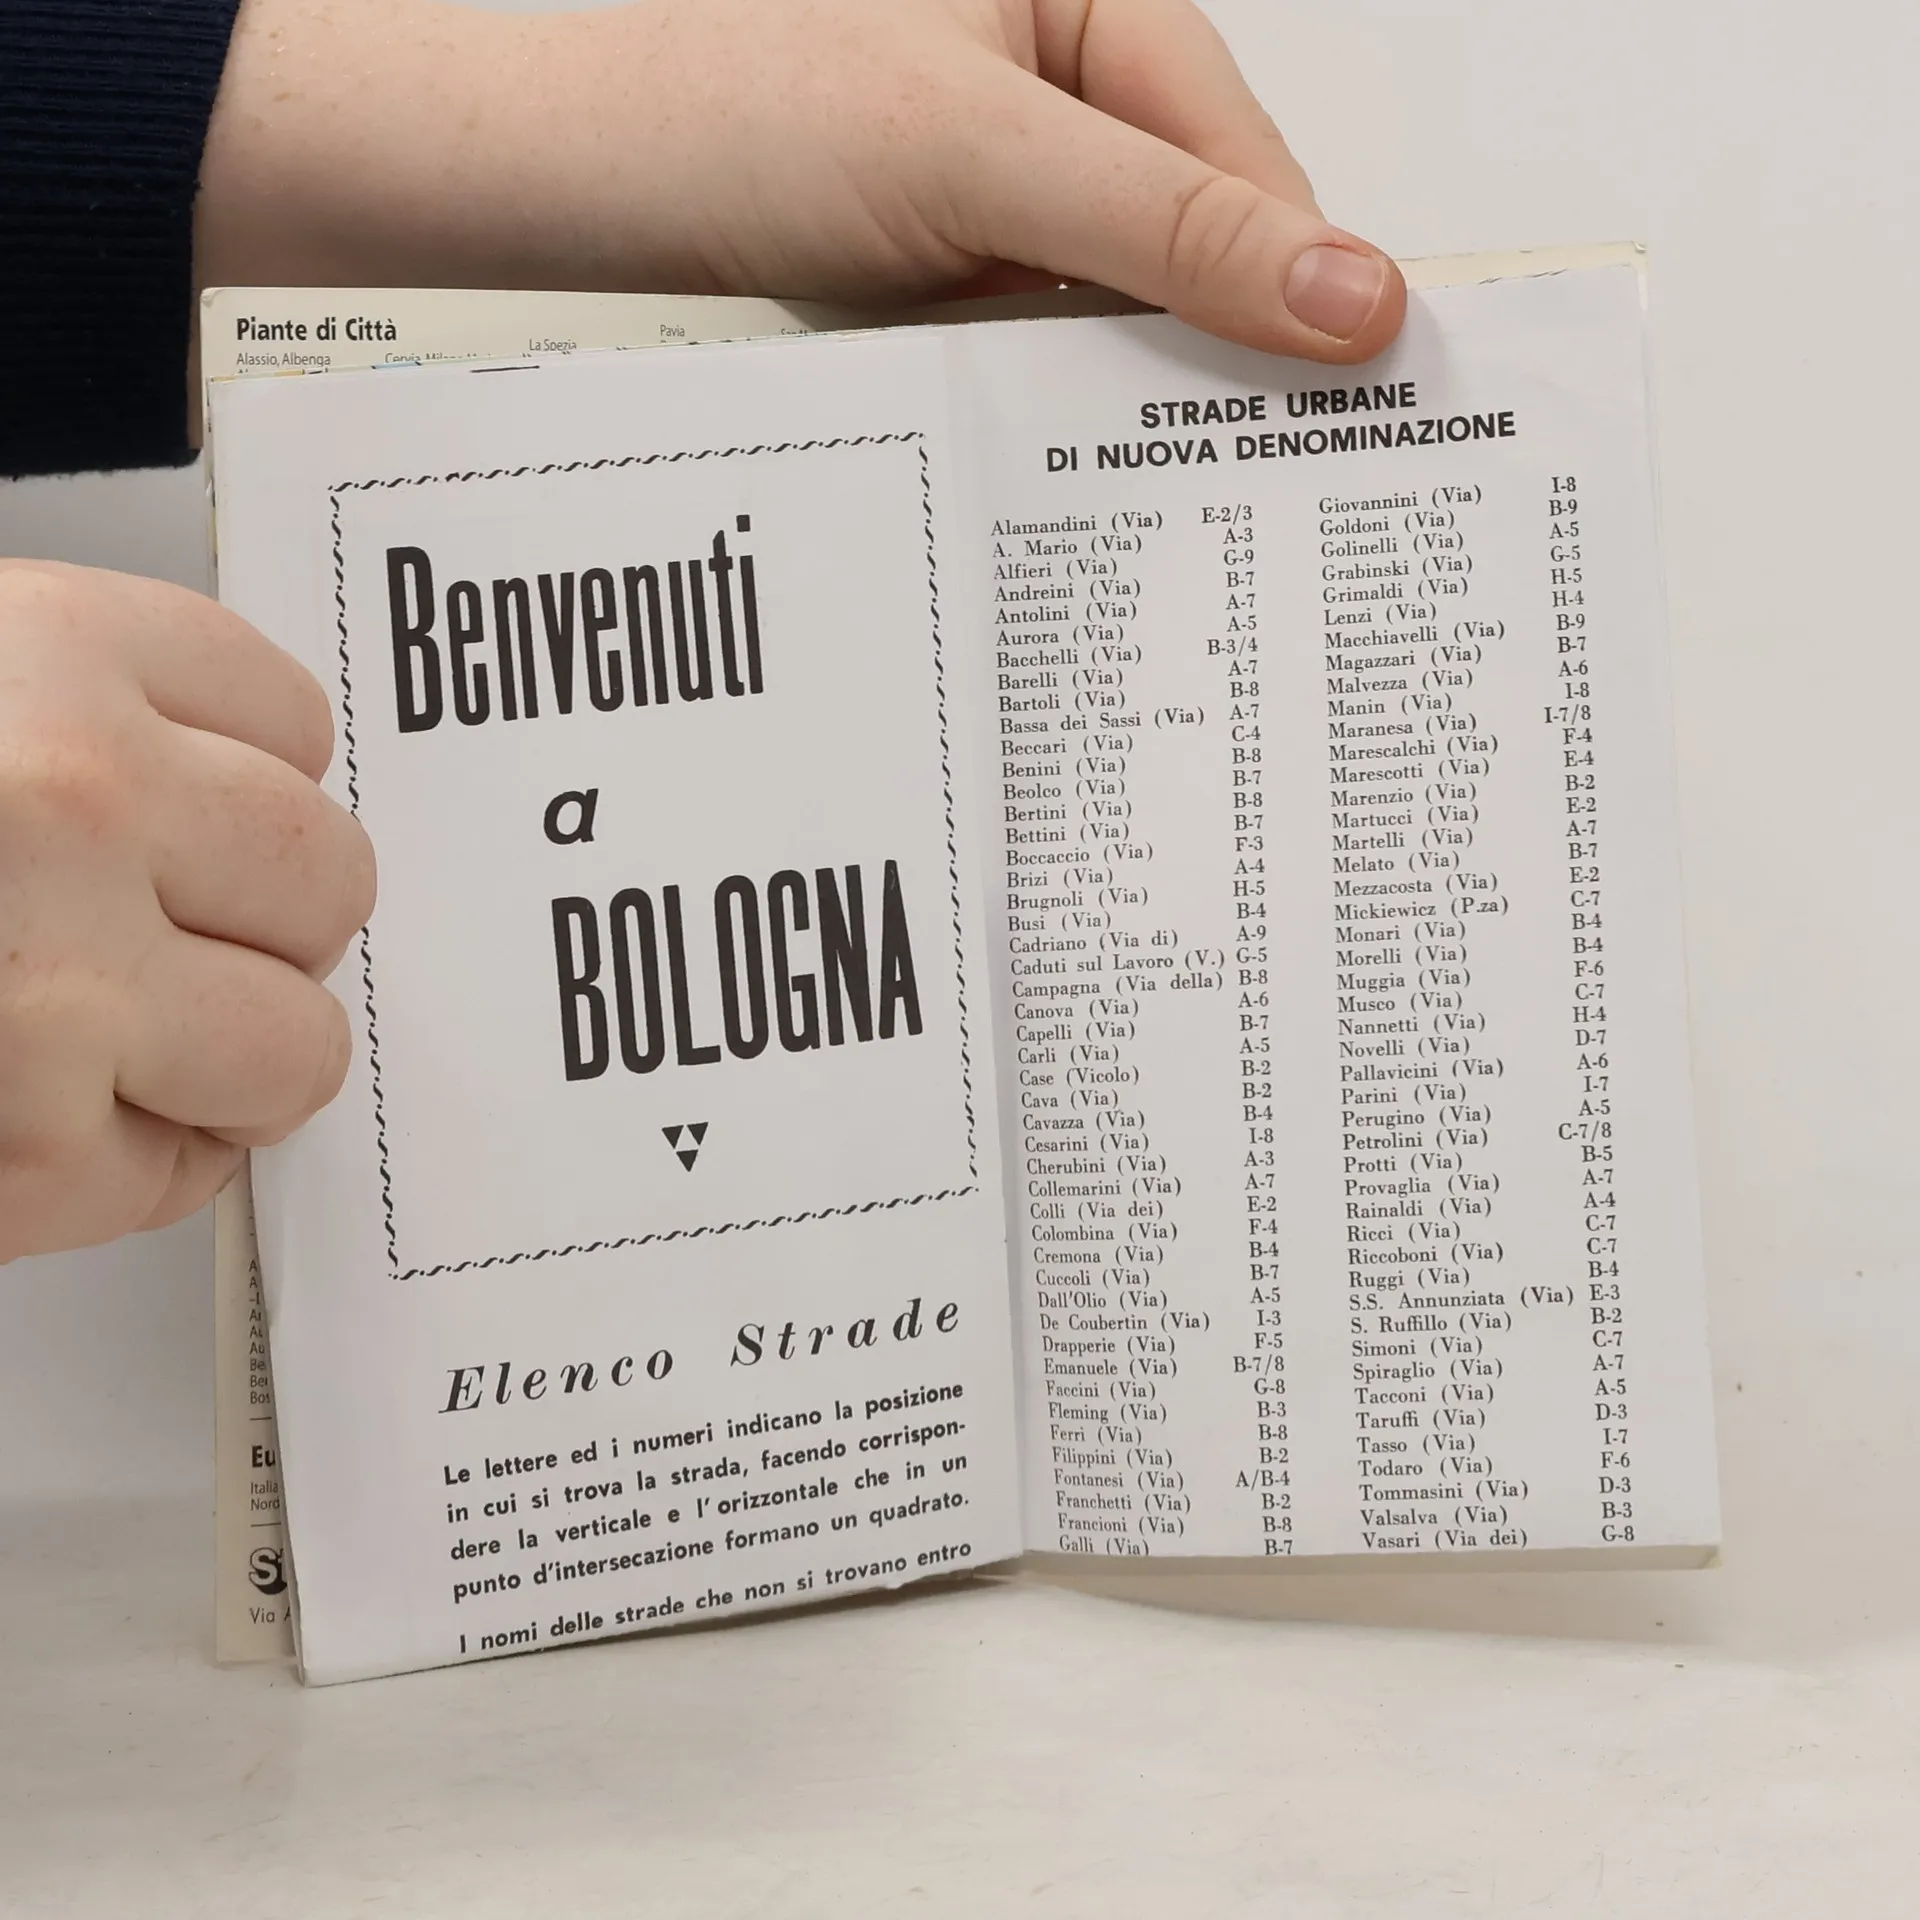 Piante di Città
Alassio, Albenga
La Spezia
Pavia
Benvenuti
a
BOLOGNA
Elenco Strade
Le lettere ed i numeri indicano la posizione
in cui si trova la strada, facendo corrispon-
dere la verticale e l'orizzontale che in un
punto d'intersecazione formano un quadrato.
I nomi delle strade che non si trovano entro
STRADE URBANE
DI NUOVA DENOMINAZIONE
Alamandini (Via) E-2/3
A. Mario (Via) A-3
Alfieri (Via) G-9
Andreini (Via) B-7
Antolini (Via) A-7
Aurora (Via) A-5
Bacchelli (Via) B-3/4
Barelli (Via) A-7
Bartoli (Via) B-8
Bassa dei Sassi (Via) A-7
Beccari (Via) C-4
Benini (Via) B-8
Beolco (Via) B-7
Bertini (Via) B-8
Bettini (Via) B-7
Boccaccio (Via) F-3
Brizi (Via) A-4
Brugnoli (Via) H-5
Busi (Via) B-4
Cadriano (Via di) A-9
Caduti sul Lavoro (V.) G-5
Campagna (Via della) B-8
Canova (Via) A-6
Capelli (Via) B-7
Carli (Via) A-5
Case (Vicolo) B-2
Cava (Via) B-2
Cavazza (Via) B-4
Cesarini (Via) I-8
Cherubini (Via) A-3
Collemarini (Via) A-7
Colli (Via dei) E-2
Colombina (Via) F-4
Cremona (Via) B-4
Cuccoli (Via) B-7
Dall'Olio (Via) A-5
De Coubertin (Via) I-3
Drapperie (Via) F-5
Emanuele (Via) B-7/8
Faccini (Via) G-8
Fleming (Via) B-3
Ferri (Via) B-8
Filippini (Via) B-2
Fontanesi (Via) A/B-4
Franchetti (Via) B-2
Francioni (Via) B-8
Galli (Via) B-7
Giovannini (Via) I-8
Goldoni (Via) B-9
Golinelli (Via) A-5
Grabinski (Via) G-5
Grimaldi (Via) H-5
Lenzi (Via) H-4
Macchiavelli (Via) B-9
Magazzari (Via) B-7
Malvezza (Via) A-6
Manin (Via) I-8
Maranesa (Via) I-7/8
Marescalchi (Via) F-4
Marescotti (Via) E-4
Marenzio (Via) B-2
Martucci (Via) E-2
Martelli (Via) A-7
Melato (Via) B-7
Mezzacosta (Via) E-2
Mickiewicz (P.za) C-7
Monari (Via) B-4
Morelli (Via) B-4
Muggia (Via) F-6
Musco (Via) C-7
Nannetti (Via) H-4
Novelli (Via) D-7
Pallavicini (Via) A-6
Parini (Via) I-7
Perugino (Via) A-5
Petrolini (Via) C-7/8
Protti (Via) B-5
Provaglia (Via) A-7
Rainaldi (Via) A-4
Ricci (Via) C-7
Riccoboni (Via) C-7
Ruggi (Via) B-4
S.S. Annunziata (Via) E-3
S. Ruffillo (Via) B-2
Simoni (Via) C-7
Spiraglio (Via) A-7
Tacconi (Via) A-5
Taruffi (Via) D-3
Tasso (Via) I-7
Todaro (Via) F-6
Tommasini (Via) D-3
Valsalva (Via) B-3
Vasari (Via dei) G-8
Eu
Italia
Nord
Via